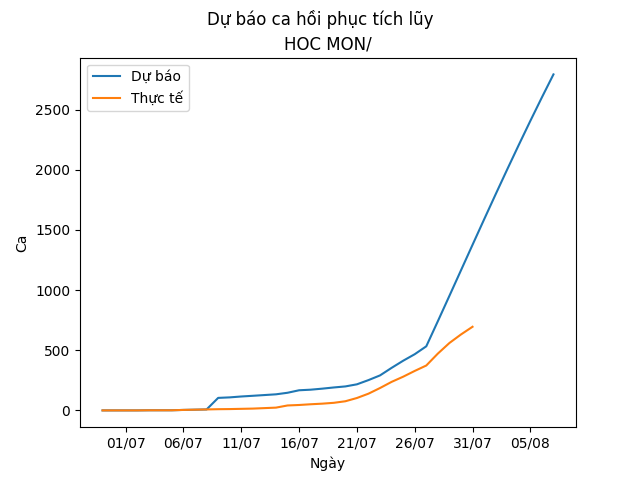 Dự báo ca hồi phục tích lũy
HOC MON/
Dự báo
Thực tế
2500
2000
1500
1000
500
0
Ca
01/07 06/07 11/07 16/07 21/07 26/07 31/07 05/08
Ngày